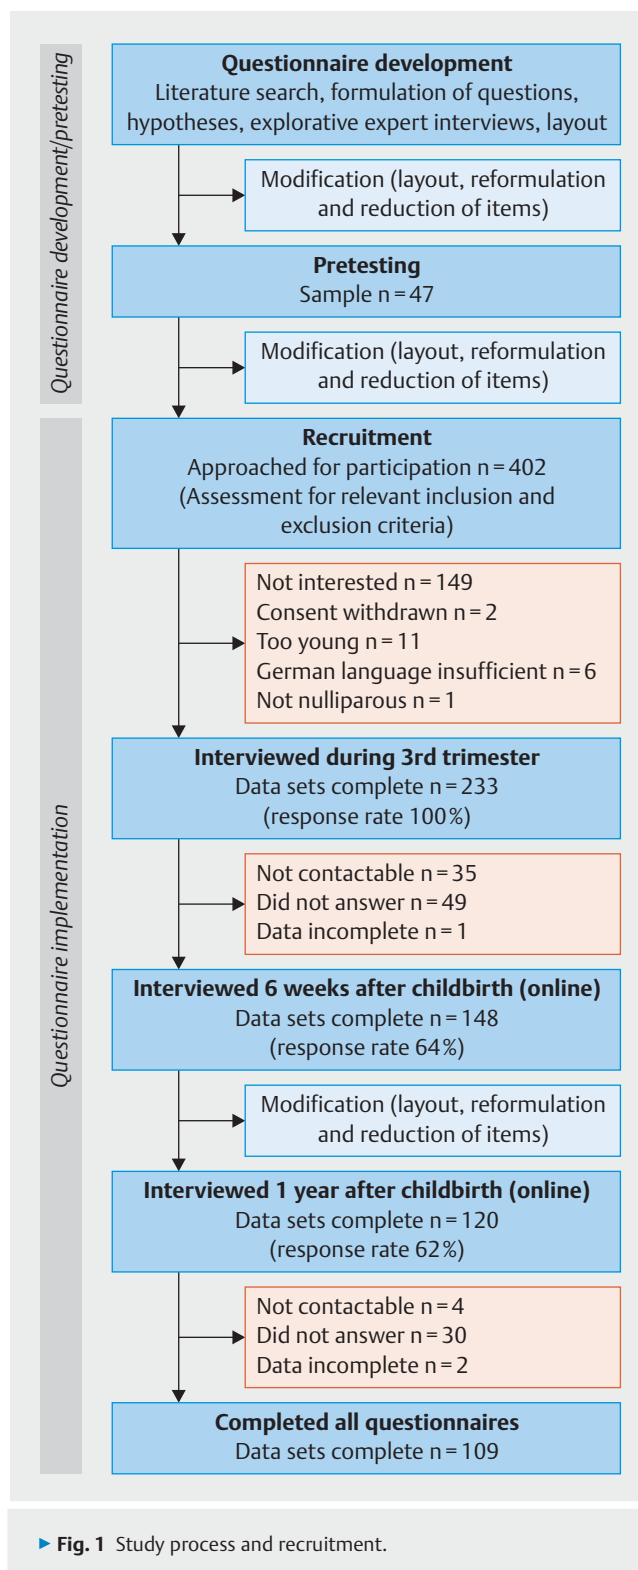 Questionnaire development/pretesting
Questionnaire development
Literature search, formulation of questions,
hypotheses, explorative expert interviews, layout
Modification (layout, reformulation
and reduction of items)
Pretesting
Sample n = 47
Modification (layout, reformulation
and reduction of items)
Questionnaire implementation
Recruitment
Approached for participation n = 402
(Assessment for relevant inclusion and
exclusion criteria)
Not interested n = 149
Consent withdrawn n = 2
Too young n = 11
German language insufficient n = 6
Not nulliparous n = 1
Interviewed during 3rd trimester
Data sets complete n = 233
(response rate 100 %)
Not contactable n = 35
Did not answer n = 49
Data incomplete n = 1
Interviewed 6 weeks after childbirth (online)
Data sets complete n = 148
(response rate 64 %)
Modification (layout, reformulation
and reduction of items)
Interviewed 1 year after childbirth (online)
Data sets complete n = 120
(response rate 62 %)
Not contactable n = 4
Did not answer n = 30
Data incomplete n = 2
Completed all questionnaires
Data sets complete n = 109
▶ Fig. 1 Study process and recruitment.